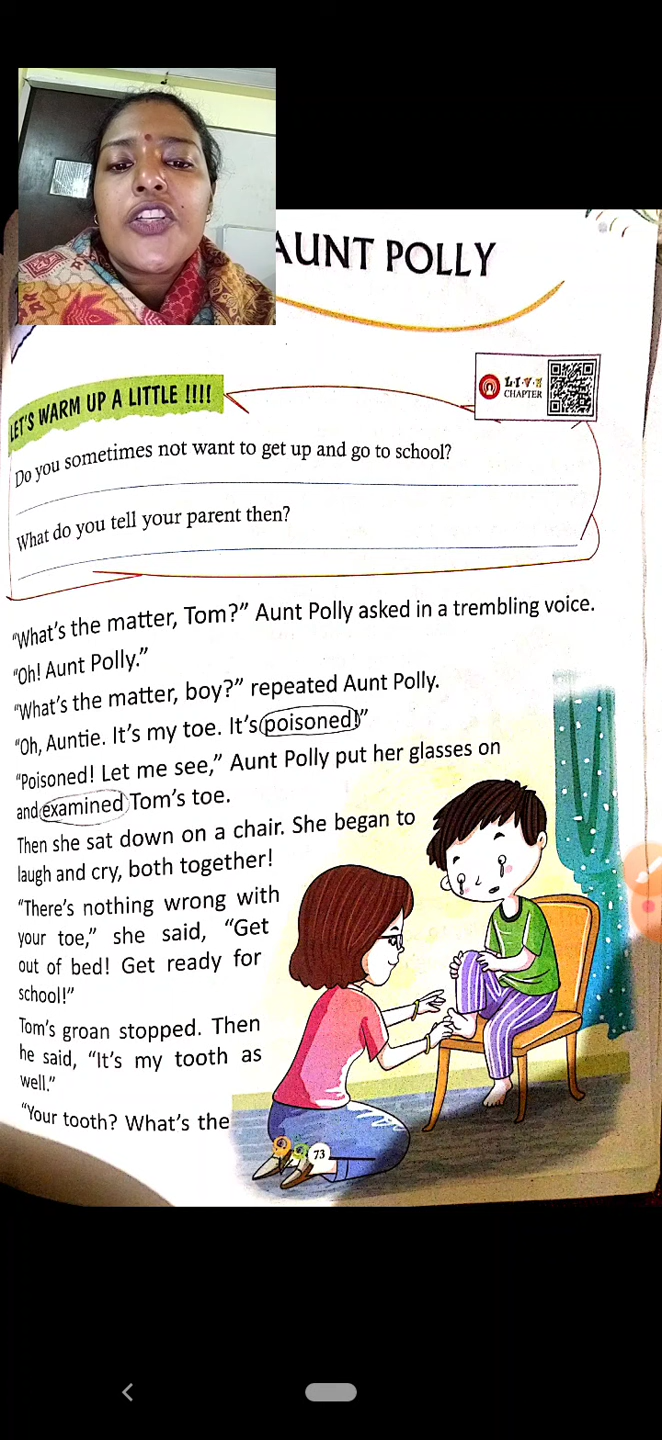 AUNT POLLY
L·I·V·E
CHAPTER
LET'S WARM UP A LITTLE !!!!
Do you sometimes not want to get up and go to school?
What do you tell your parent then?
“What’s the matter, Tom?” Aunt Polly asked in a trembling voice.
“Oh! Aunt Polly.”
“What’s the matter, boy?” repeated Aunt Polly.
“Oh, Auntie. It’s my toe. It’s poisoned!”
“Poisoned! Let me see,” Aunt Polly put her glasses on
and examined Tom’s toe.
Then she sat down on a chair. She began to
laugh and cry, both together!
“There’s nothing wrong with
your toe,” she said, “Get
out of bed! Get ready for
school!”
Tom’s groan stopped. Then
he said, “It’s my tooth as
well.”
“Your tooth? What’s the
73